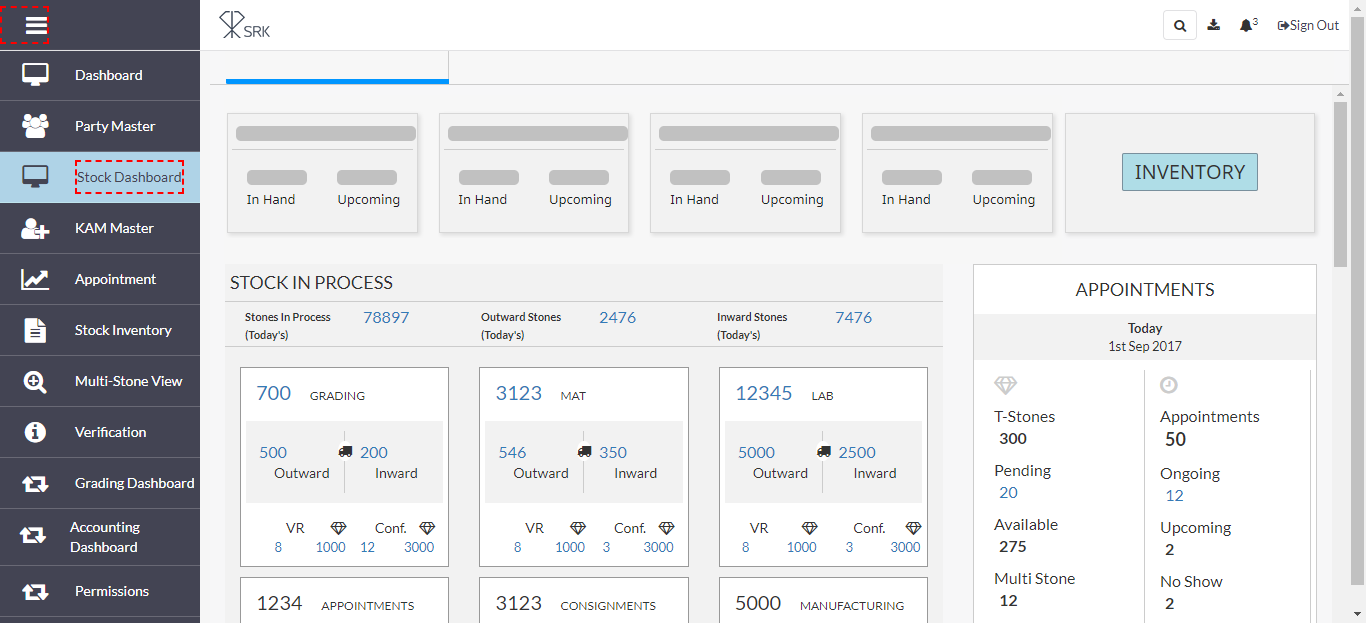 SRK
3
Sign Out
Dashboard
Party Master
Stock Dashboard
KAM Master
Appointment
Stock Inventory
Multi-Stone View
Verification
Grading Dashboard
Accounting
Dashboard
Permissions
In Hand Upcoming
In Hand Upcoming
In Hand Upcoming
In Hand Upcoming
INVENTORY
STOCK IN PROCESS
Stones In Process 78897
(Today's)
Outward Stones 2476
(Today's)
Inward Stones 7476
(Today's)
700 GRADING
500 200
Outward Inward
VR Conf.
8 1000 12 3000
3123 MAT
546 350
Outward Inward
VR Conf.
8 1000 3 3000
12345 LAB
5000 2500
Outward Inward
VR Conf.
8 1000 3 3000
1234 APPOINTMENTS
3123 CONSIGNMENTS
5000 MANUFACTURING
APPOINTMENTS
Today
1st Sep 2017
T-Stones
300
Pending
20
Available
275
Multi Stone
12
Appointments
50
Ongoing
12
Upcoming
2
No Show
2